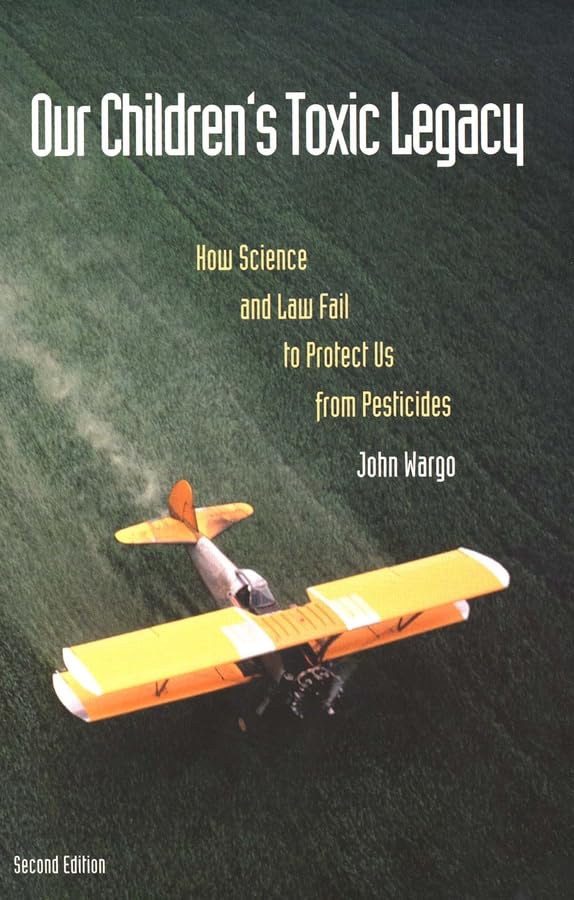 Our Children's Toxic Legacy
How Science
and Law Fail
to Protect Us
from Pesticides
John Wargo
Second Edition